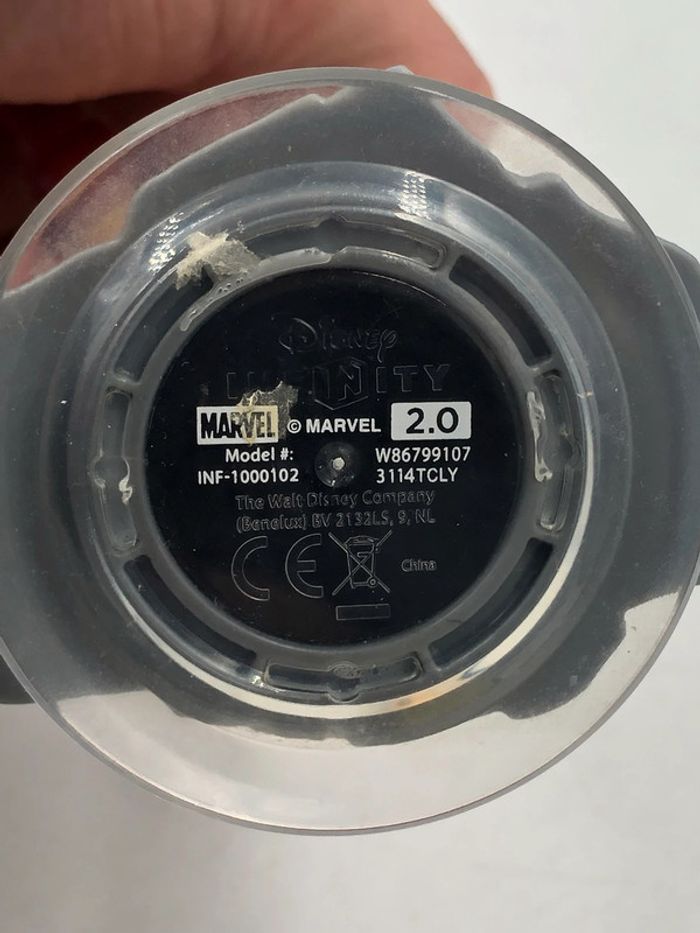 Disney
INFINITY
MARVEL © MARVEL 2.0
Model #: W86799107
INF-1000102 3114TCLY
The Walt Disney Company
(Benelux) BV 2132LS, 9, NL
CE China